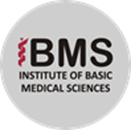 IBMS
INSTITUTE OF BASIC
MEDICAL SCIENCES